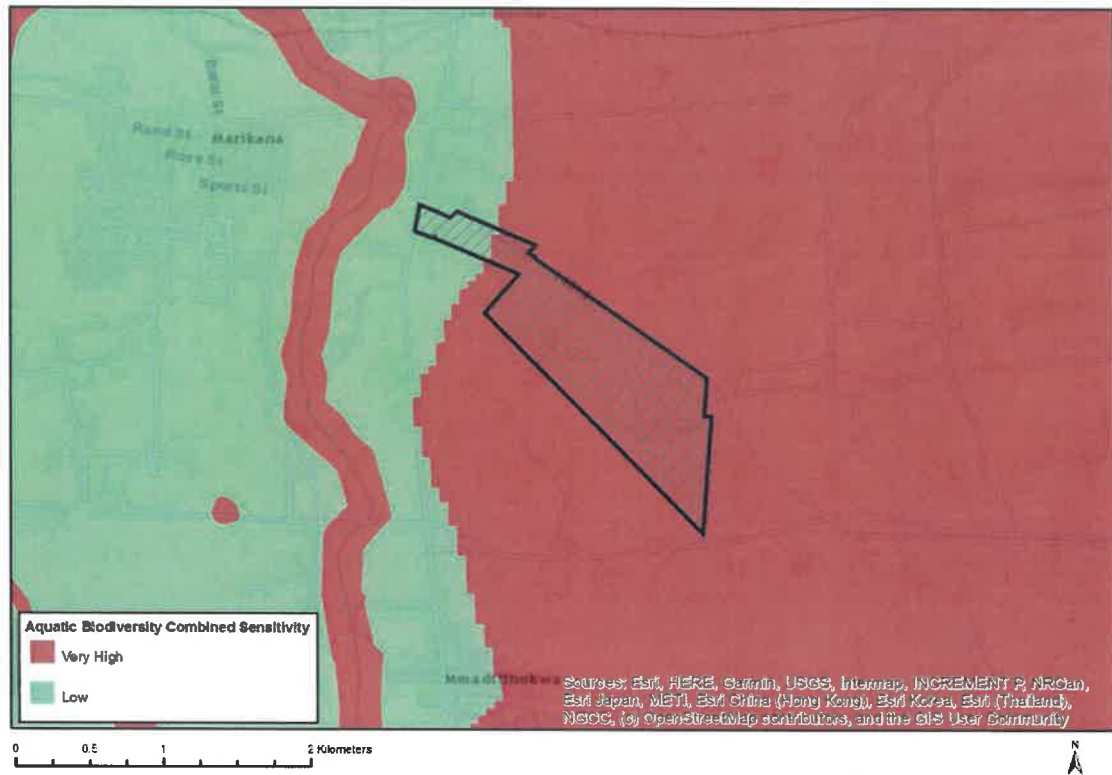 Rand St
Marikana
Rose St
Sports St
Aquatic Biodiversity Combined Sensitivity
Very High
Low
Sources: Esri, HERE, Garmin, USGS, Intermap, INCREMENT P, NRCan,
Esri Japan, METI, Esri China (Hong Kong), Esri Korea, Esri (Thailand),
NGCC, (c) OpenStreetMap contributors, and the GIS User Community
0 0.5 1 2 Kilometers
N